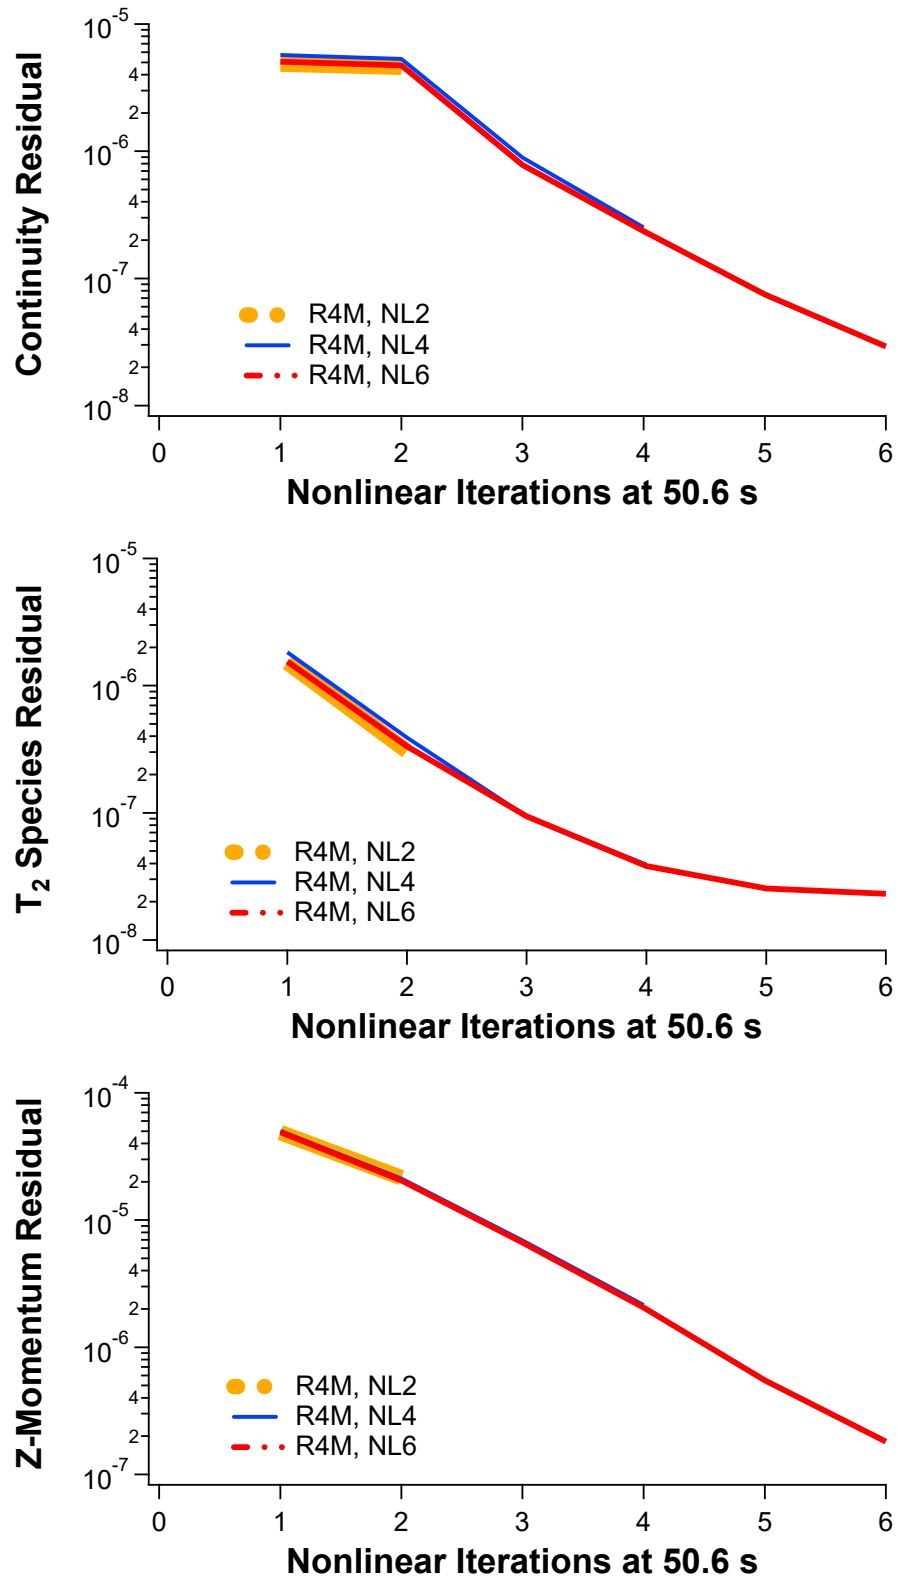 Continuity Residual
10-5
4
2
10-6
4
2
10-7
4
2
10-8
R4M, NL2
R4M, NL4
R4M, NL6
0 1 2 3 4 5 6
Nonlinear Iterations at 50.6 s
T2 Species Residual
10-5
4
2
10-6
4
2
10-7
4
2
10-8
R4M, NL2
R4M, NL4
R4M, NL6
0 1 2 3 4 5 6
Nonlinear Iterations at 50.6 s
Z-Momentum Residual
10-4
4
2
10-5
4
2
10-6
4
2
10-7
R4M, NL2
R4M, NL4
R4M, NL6
0 1 2 3 4 5 6
Nonlinear Iterations at 50.6 s